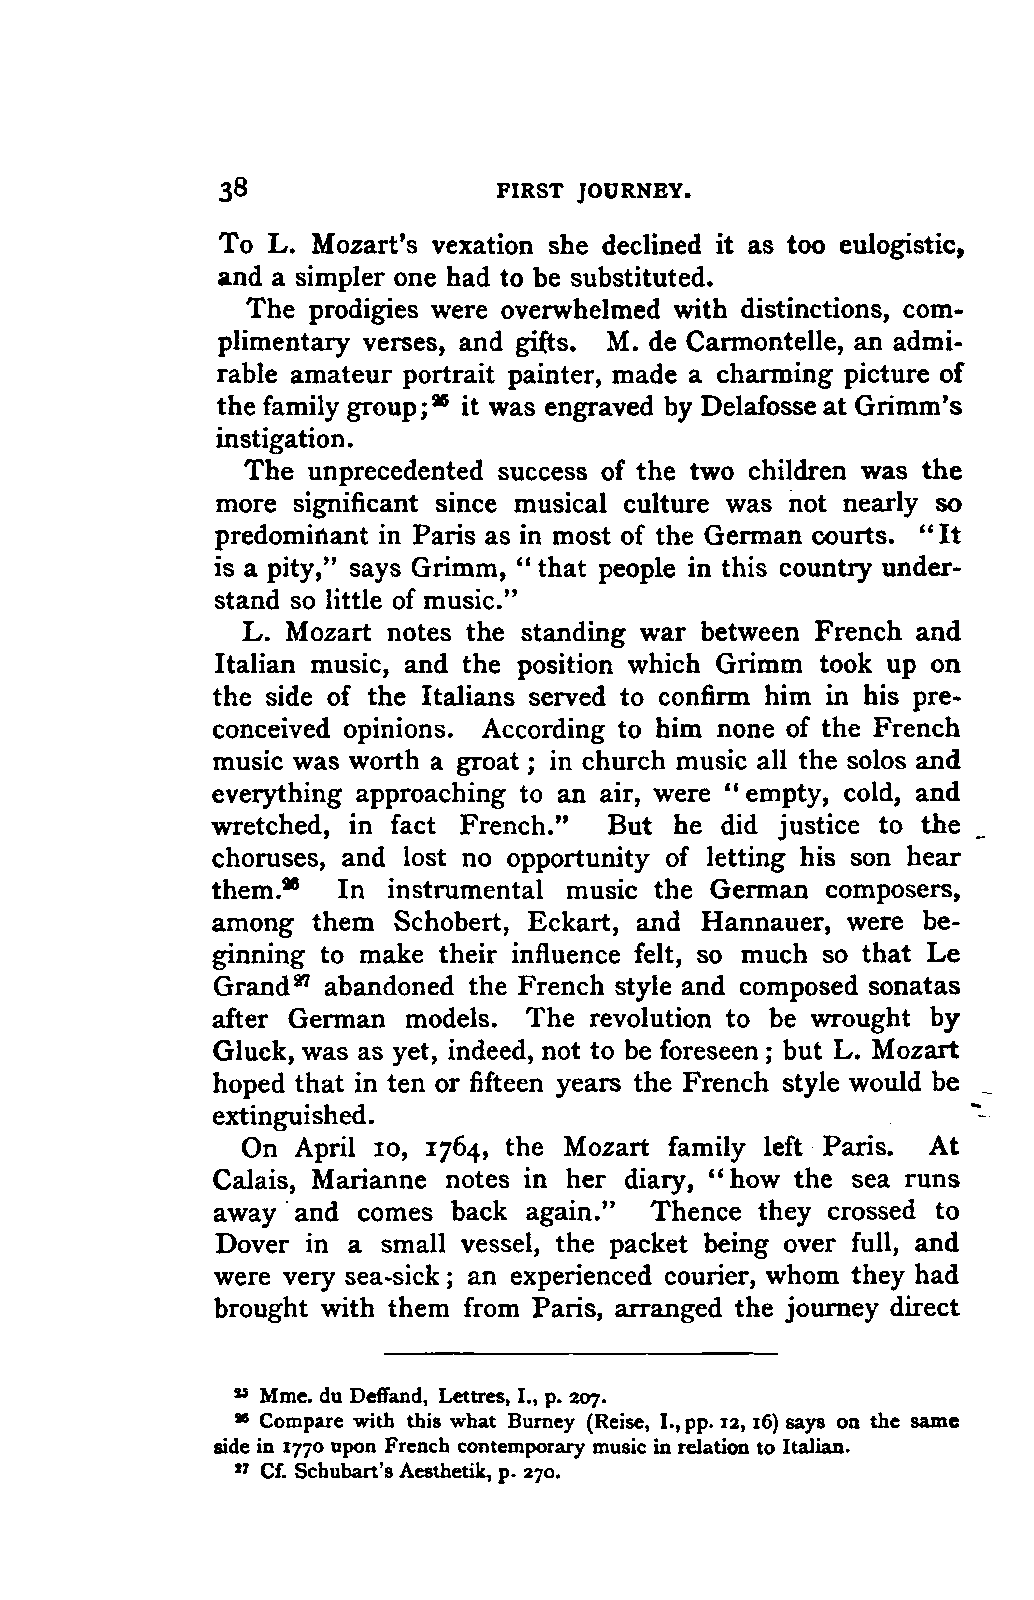 38 FIRST JOURNEY.
To L. Mozart's vexation she declined it as too eulogistic,
and a simpler one had to be substituted.
The prodigies were overwhelmed with distinctions, com-
plimentary verses, and gifts. M. de Carmontelle, an admi-
rable amateur portrait painter, made a charming picture of
the family group;²⁵ it was engraved by Delafosse at Grimm's
instigation.
The unprecedented success of the two children was the
more significant since musical culture was not nearly so
predominant in Paris as in most of the German courts. "It
is a pity," says Grimm, "that people in this country under-
stand so little of music."
L. Mozart notes the standing war between French and
Italian music, and the position which Grimm took up on
the side of the Italians served to confirm him in his pre-
conceived opinions. According to him none of the French
music was worth a groat; in church music all the solos and
everything approaching to an air, were "empty, cold, and
wretched, in fact French." But he did justice to the
choruses, and lost no opportunity of letting his son hear
them.²⁶ In instrumental music the German composers,
among them Schobert, Eckart, and Hannauer, were be-
ginning to make their influence felt, so much so that Le
Grand²⁷ abandoned the French style and composed sonatas
after German models. The revolution to be wrought by
Gluck, was as yet, indeed, not to be foreseen; but L. Mozart
hoped that in ten or fifteen years the French style would be
extinguished.
On April 10, 1764, the Mozart family left Paris. At
Calais, Marianne notes in her diary, "how the sea runs
away and comes back again." Thence they crossed to
Dover in a small vessel, the packet being over full, and
were very sea-sick; an experienced courier, whom they had
brought with them from Paris, arranged the journey direct
²⁵ Mme. du Deffand, Lettres, I., p. 207.
²⁶ Compare with this what Burney (Reise, I., pp. 12, 16) says on the same
side in 1770 upon French contemporary music in relation to Italian.
²⁷ Cf. Schubart's Aesthetik, p. 270.